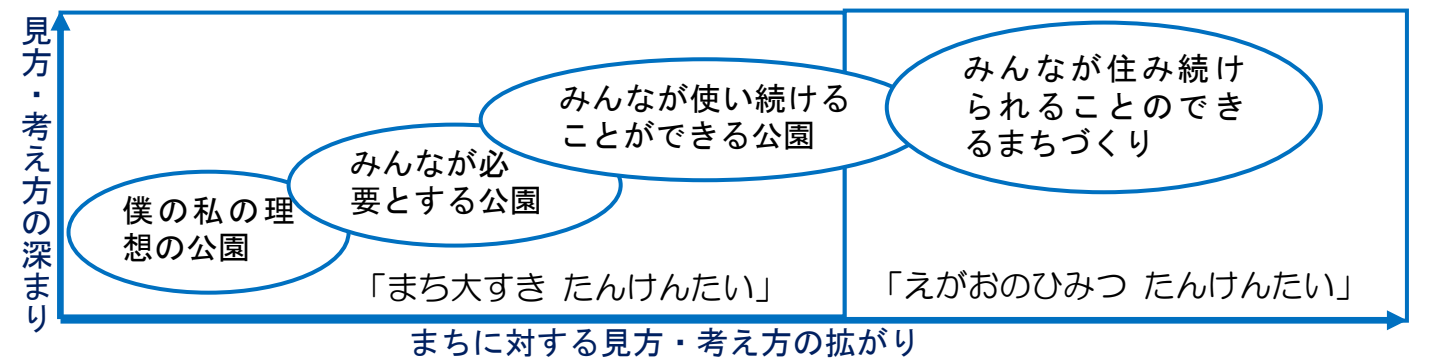 見方・考え方の深まり
僕の私の理
想の公園
みんなが必
要とする公園
みんなが使い続ける
ことができる公園
みんなが住み続け
られることのでき
るまちづくり
「まち大すき たんけんたい」
「えがおのひみつ たんけんたい」
まちに対する見方・考え方の拡がり